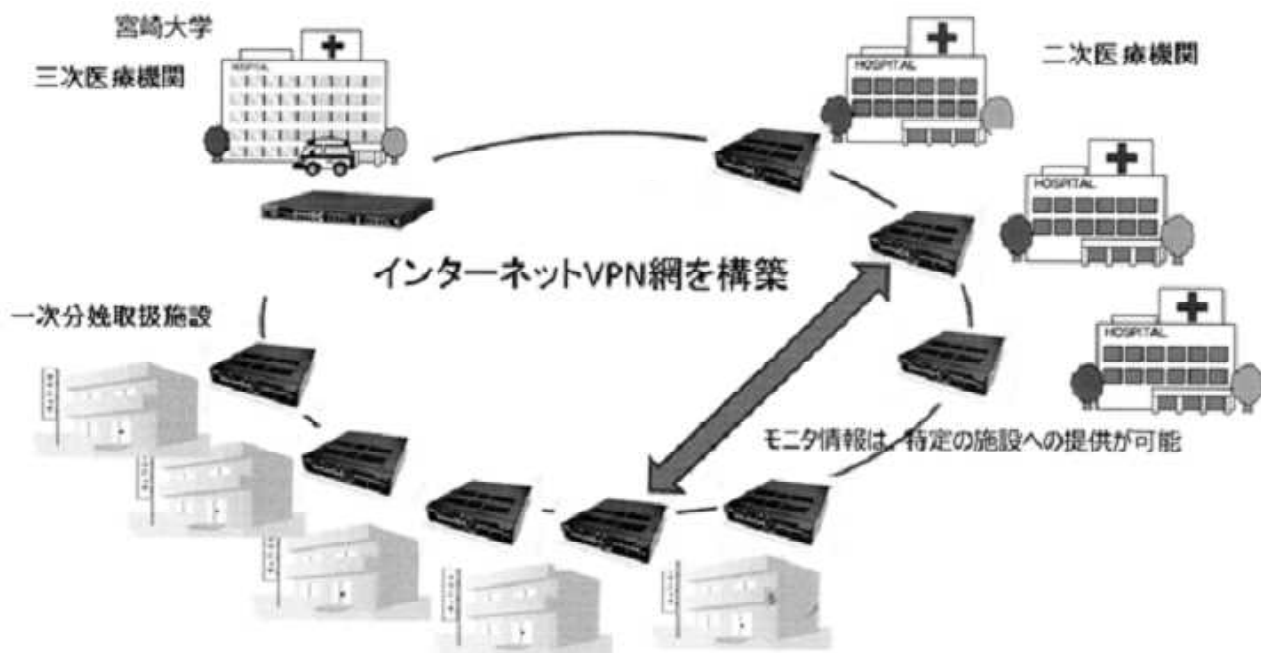 宮崎大学
三次医療機関
HOSPITAL
HOSPITAL
二次医療機関
HOSPITAL
インターネットVPN網を構築
一次分娩取扱施設
HOSPITAL
モニタ情報は、特定の施設への提供が可能